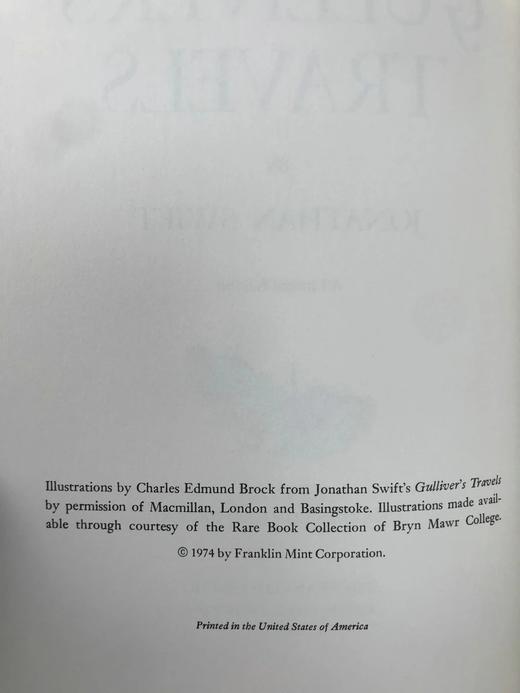 Illustrations by Charles Edmund Brock from Jonathan Swift's Gulliver's Travels
by permission of Macmillan, London and Basingstoke. Illustrations made avail-
able through courtesy of the Rare Book Collection of Bryn Mawr College.
© 1974 by Franklin Mint Corporation.
Printed in the United States of America